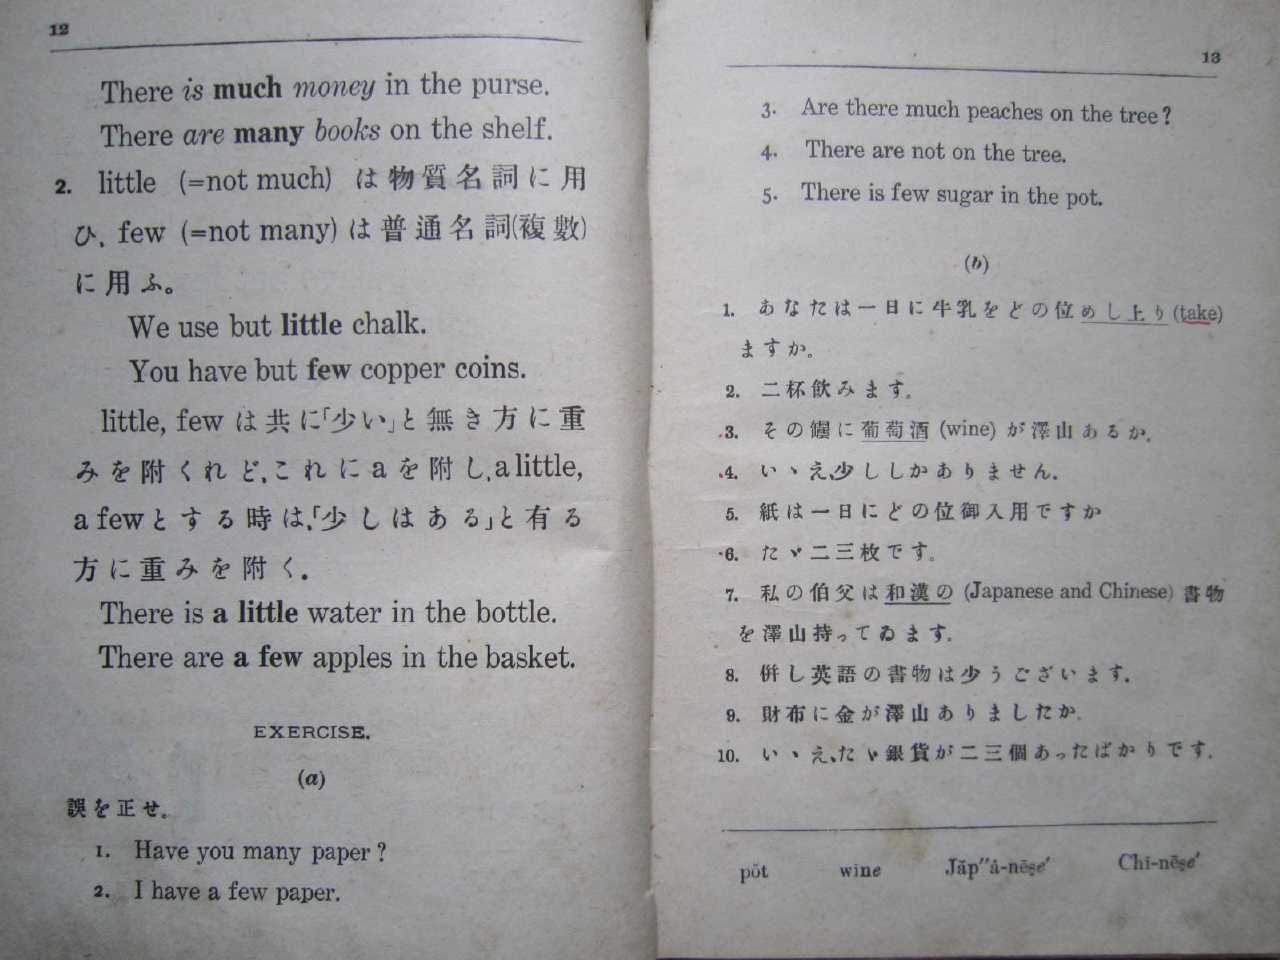 12
There is much money in the purse.
There are many books on the shelf.
2. little (=not much) は物質名詞に用
ひ、few (=not many) は普通名詞(複數)
に用ふ。
We use but little chalk.
You have but few copper coins.
little, few は共に「少い」と無き方に重
みを附くれど、これに a を附し、a little,
a few とする時は、「少しはある」と有る
方に重みを附く.
There is a little water in the bottle.
There are a few apples in the basket.
EXERCISE.
(a)
誤を正せ。
1. Have you many paper?
2. I have a few paper.
13
3. Are there much peaches on the tree?
4. There are not on the tree.
5. There is few sugar in the pot.
(b)
1. あなたは一日に牛乳をどの位めし上り (take)
ますか。
2. 二杯飲みます。
3. その罎に葡萄酒 (wine) が澤山あるか.
4. いゝえ、少ししかありません.
5. 紙は一日にどの位御入用ですか
6. たゞ二三枚です。
7. 私の伯父は和漢の (Japanese and Chinese) 書物
を澤山持ってゐます.
8. 併し英語の書物は少うございます.
9. 財布に金が澤山ありましたか.
10. いゝえ、たゞ銀貨が二三個あったばかりです.
pŏt wine Jăp″å-nēşe′ Chī-nēşe′